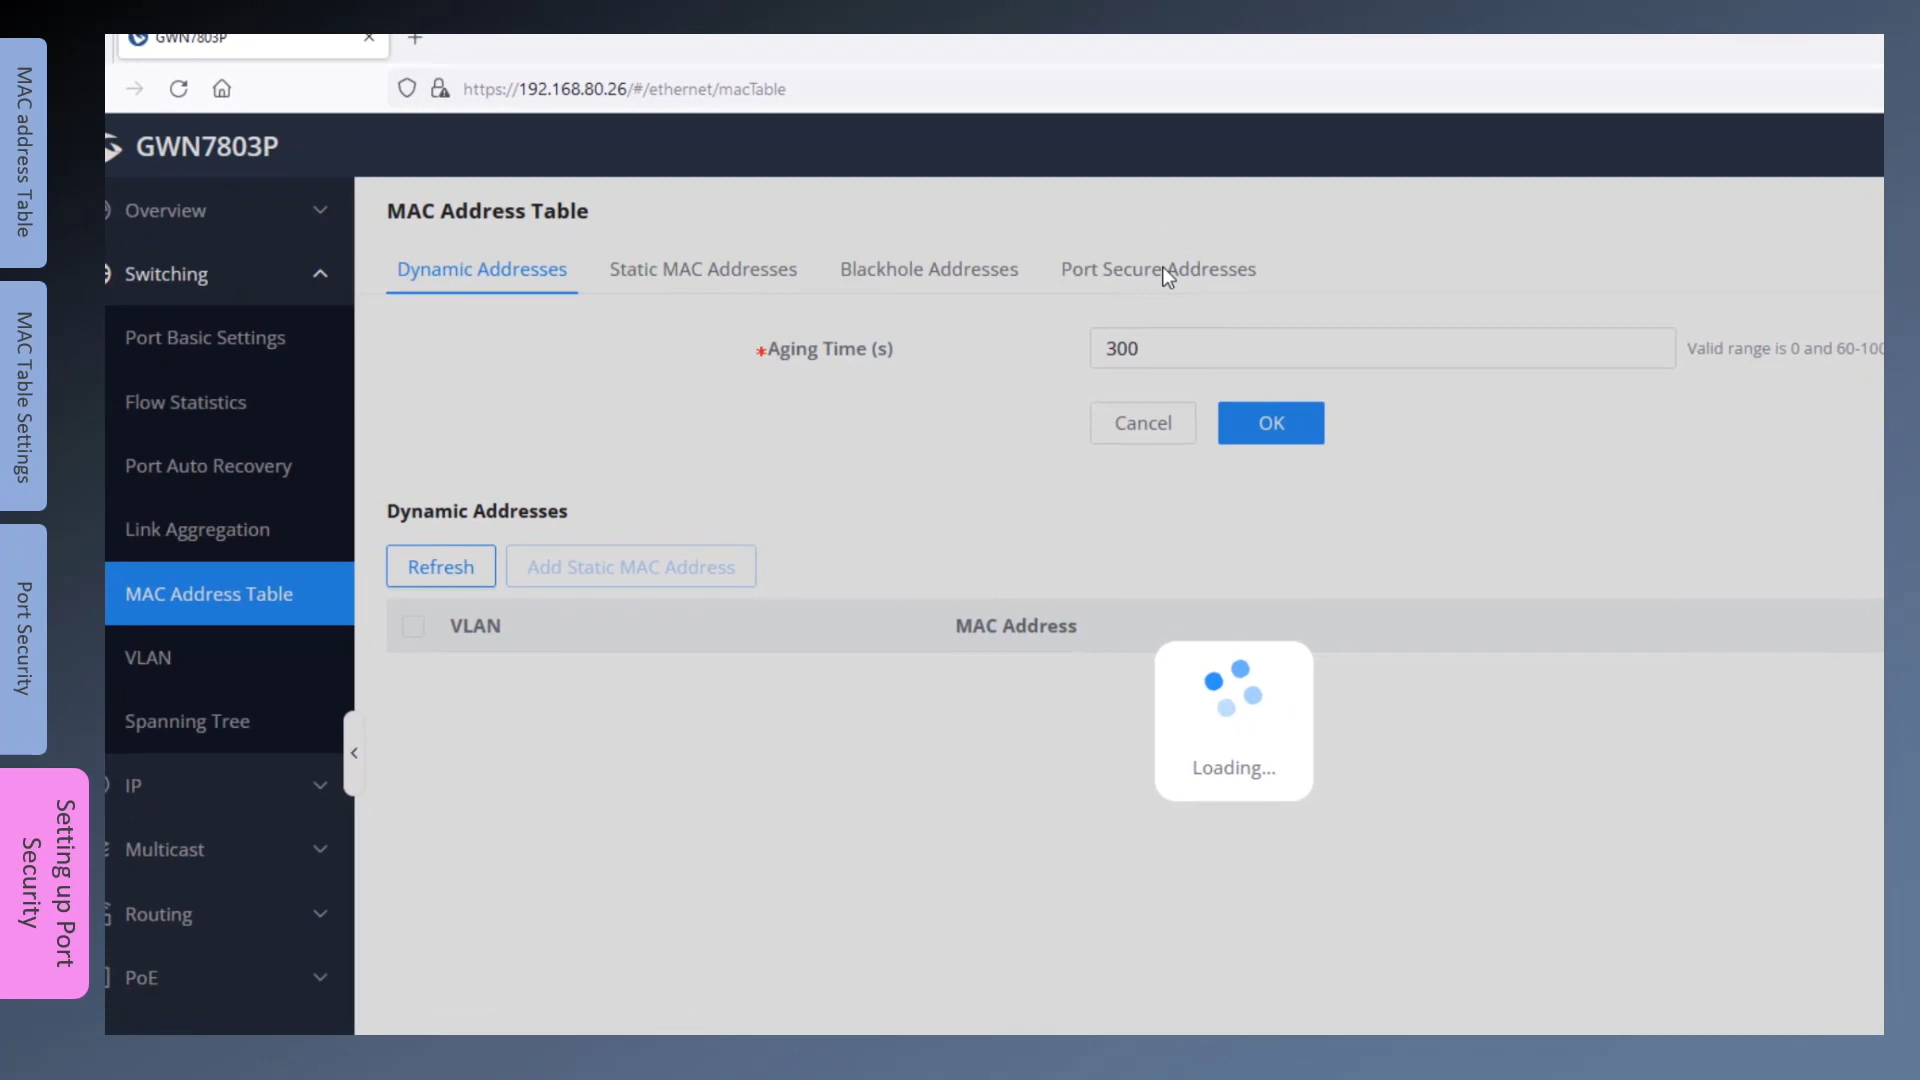 MAC address Table
MAC Table Settings
Port Security
Setting up Port
Security
GWN7803P
https://192.168.80.26/#/ethernet/macTable
GWN7803P
Overview
Switching
Port Basic Settings
Flow Statistics
Port Auto Recovery
Link Aggregation
MAC Address Table
VLAN
Spanning Tree
IP
Multicast
Routing
PoE
MAC Address Table
Dynamic Addresses Static MAC Addresses Blackhole Addresses Port Secure Addresses
*Aging Time (s) 300 Valid range is 0 and 60-100
Cancel OK
Dynamic Addresses
Refresh Add Static MAC Address
VLAN MAC Address
Loading...